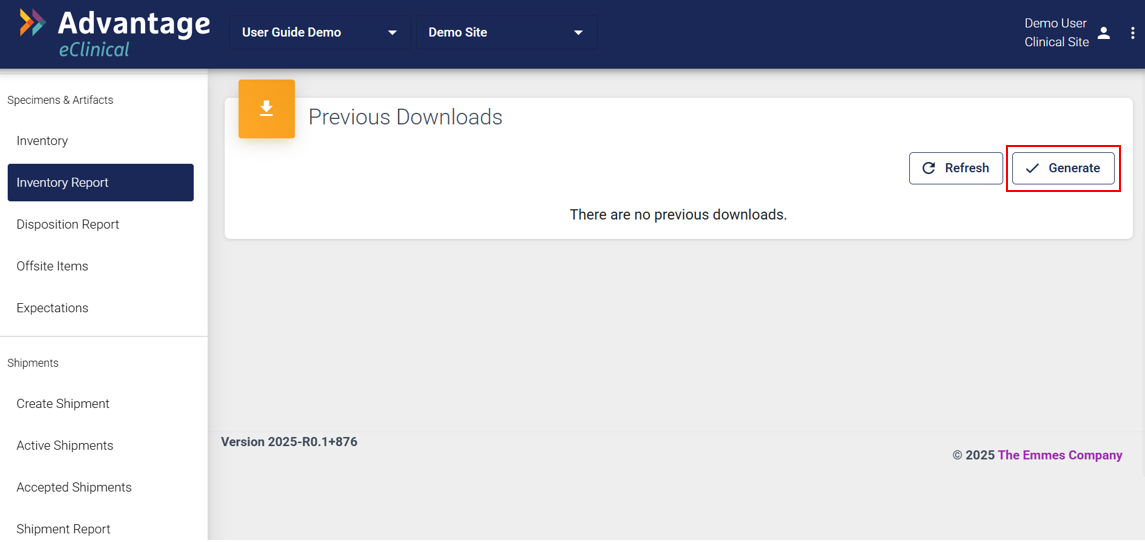 Advantage
eClinical
User Guide Demo
Demo Site
Demo User
Clinical Site
Specimens & Artifacts
Inventory
Inventory Report
Disposition Report
Offsite Items
Expectations
Shipments
Create Shipment
Active Shipments
Accepted Shipments
Shipment Report
Previous Downloads
Refresh
Generate
There are no previous downloads.
Version 2025-R0.1+876
© 2025 The Emmes Company